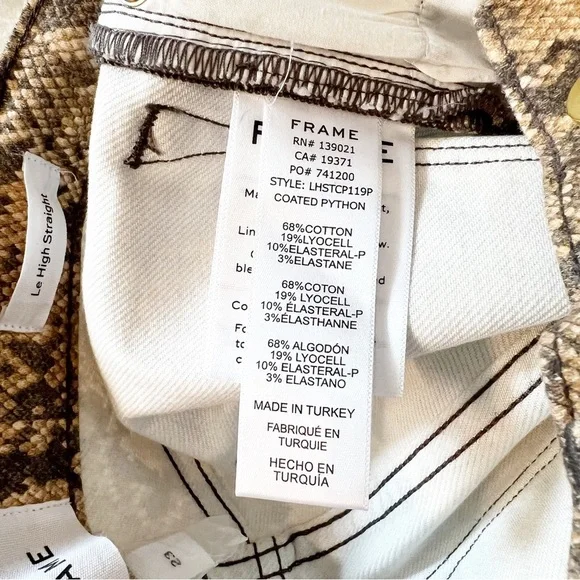 FRAME
RN# 139021
CA# 19371
PO# 741200
STYLE: LHSTCP119P
COATED PYTHON
68%COTTON
19%LYOCELL
10%ELASTERAL-P
3%ELASTANE
68%COTON
19% LYOCELL
10% ÉLASTERAL-P
3%ÉLASTHANNE
68% ALGODÓN
19% LYOCELL
10% ELASTERAL-P
3% ELASTANO
MADE IN TURKEY
FABRIQUÉ EN
TURQUIE
HECHO EN
TURQUÍA
Le High Straight
23